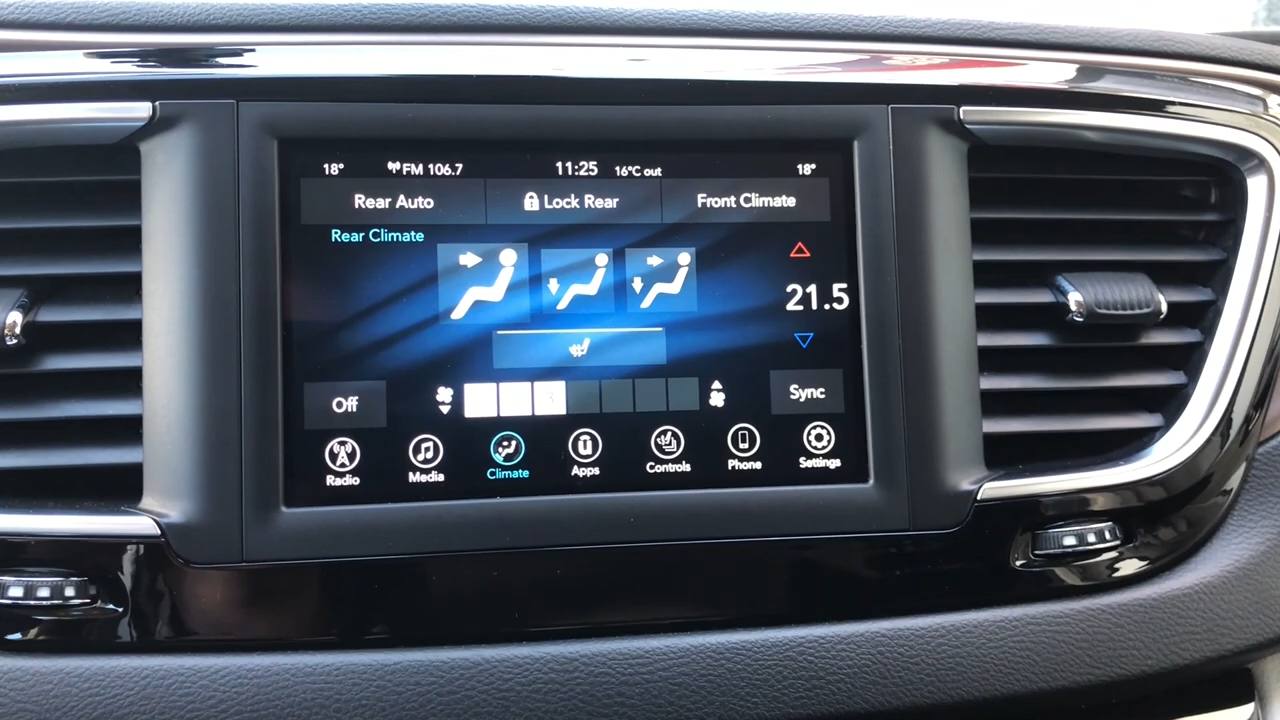 18° FM 106.7 11:25 16°C out 18°
Rear Auto Lock Rear Front Climate
Rear Climate
21.5
Off 3 Sync
Radio Media Climate Apps Controls Phone Settings